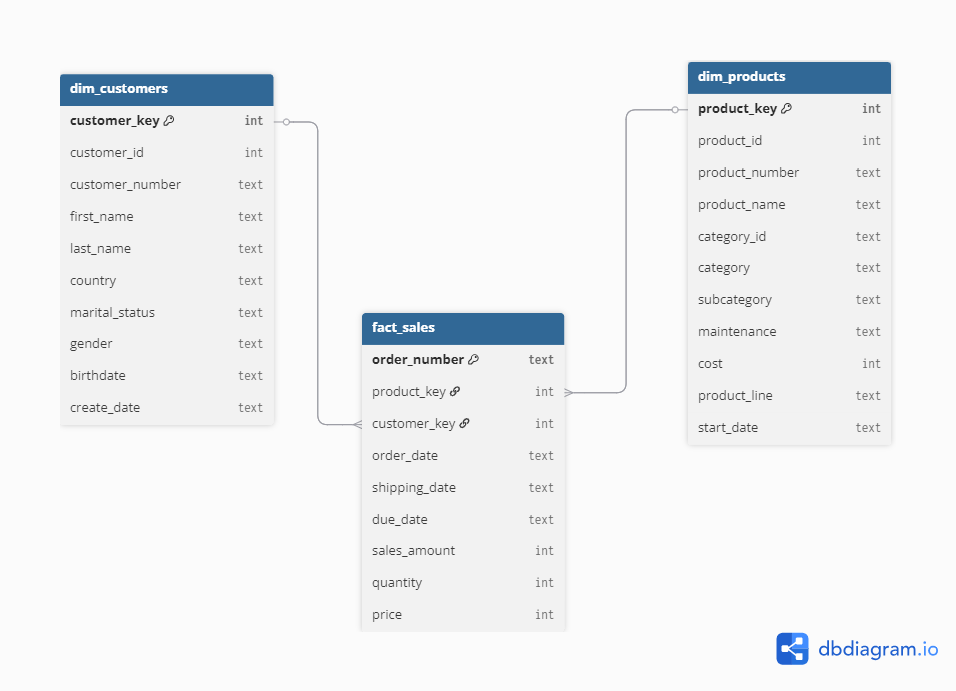 dim_customers
customer_key int
customer_id int
customer_number text
first_name text
last_name text
country text
marital_status text
gender text
birthdate text
create_date text
dim_products
product_key int
product_id int
product_number text
product_name text
category_id text
category text
subcategory text
maintenance text
cost int
product_line text
start_date text
fact_sales
order_number text
product_key int
customer_key int
order_date text
shipping_date text
due_date text
sales_amount int
quantity int
price int
dbdiagram.io